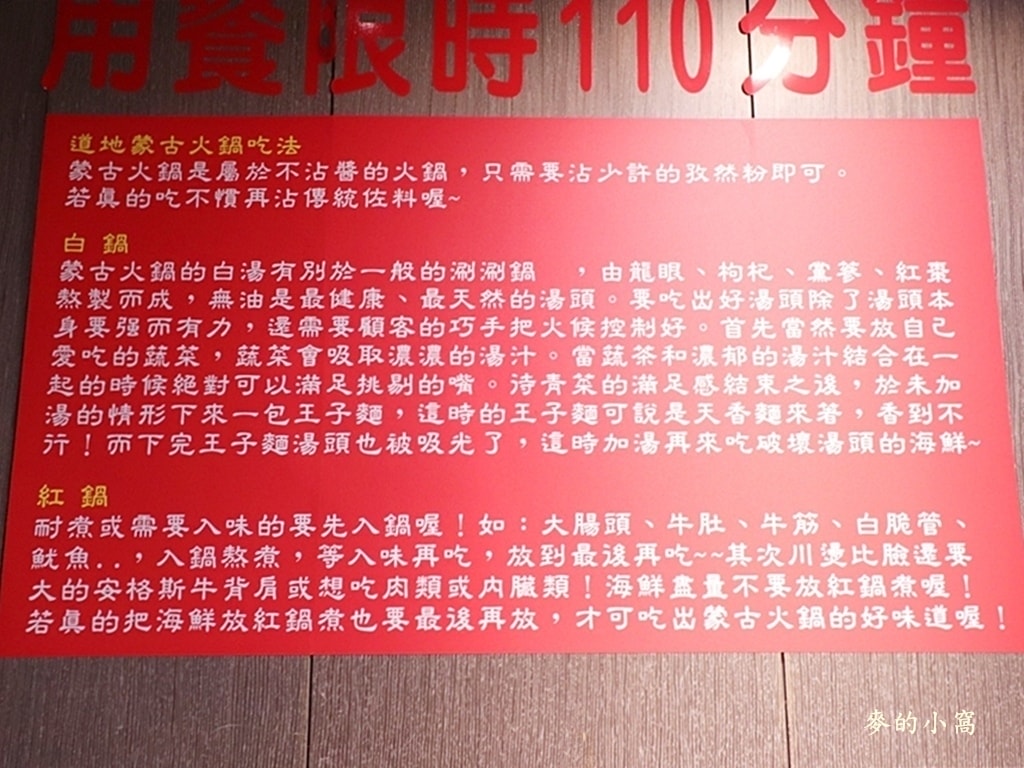 用餐限時110分鐘
道地蒙古火鍋吃法
蒙古火鍋是屬於不沾醬的火鍋，只需要沾少許的孜然粉即可。
若真的吃不慣再沾傳統佐料喔~
白 鍋
蒙古火鍋的白湯有別於一般的涮涮鍋 ，由龍眼、枸杞、黨蔘、紅棗
熬製而成，無油是最健康、最天然的湯頭。要吃出好湯頭除了湯頭本
身要強而有力，還需要顧客的巧手把火候控制好。首先當然要放自己
愛吃的蔬菜，蔬菜會吸取濃濃的湯汁。當蔬茶和濃郁的湯汁結合在一
起的時候絕對可以滿足挑剔的嘴。待青菜的滿足感結束之後，於未加
湯的情形下來一包王子麵，這時的王子麵可說是天香麵來著，香到不
行！而下完王子麵湯頭也被吸光了，這時加湯再來吃破壞湯頭的海鮮~
紅 鍋
耐煮或需要入味的要先入鍋喔！如：大腸頭、牛肚、牛筋、白脆管、
魷魚..，入鍋熬煮，等入味再吃，放到最後再吃~~其次川燙比臉還要
大的安格斯牛背肩或想吃肉類或內臟類！海鮮盡量不要放紅鍋煮喔！
若真的把海鮮放紅鍋煮也要最後再放，才可吃出蒙古火鍋的好味道喔！
麥的小窩